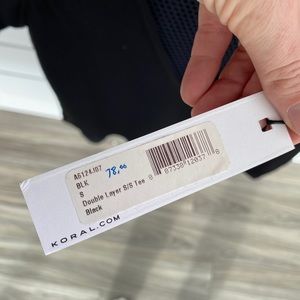 A6124J07
BLK
S
78.00
Double Layer S/S Tee
Black
KORAL.COM